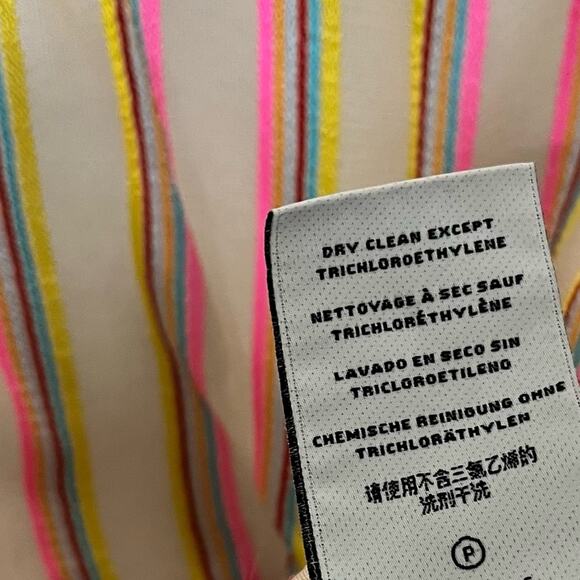 DRY CLEAN EXCEPT
TRICHLOROETHYLENE
NETTOYAGE À SEC SAUF
TRICHLORÉTHYLÈNE
LAVADO EN SECO SIN
TRICLOROETILENO
CHEMISCHE REINIGUNG OHNE
TRICHLORÄTHYLEN
请使用不含三氯乙烯的
洗剂干洗
P